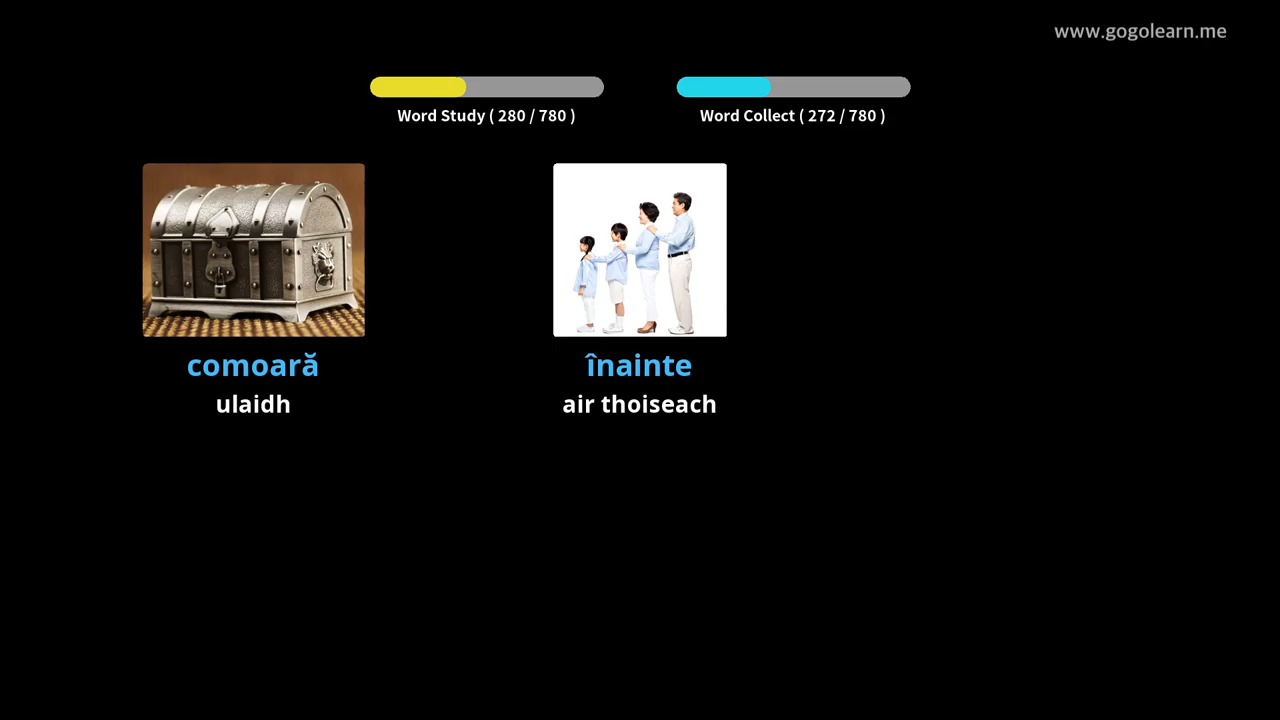 www.gogolearn.me
Word Study ( 280 / 780 )
Word Collect ( 272 / 780 )
comoară
ulaidh
înainte
air thoiseach